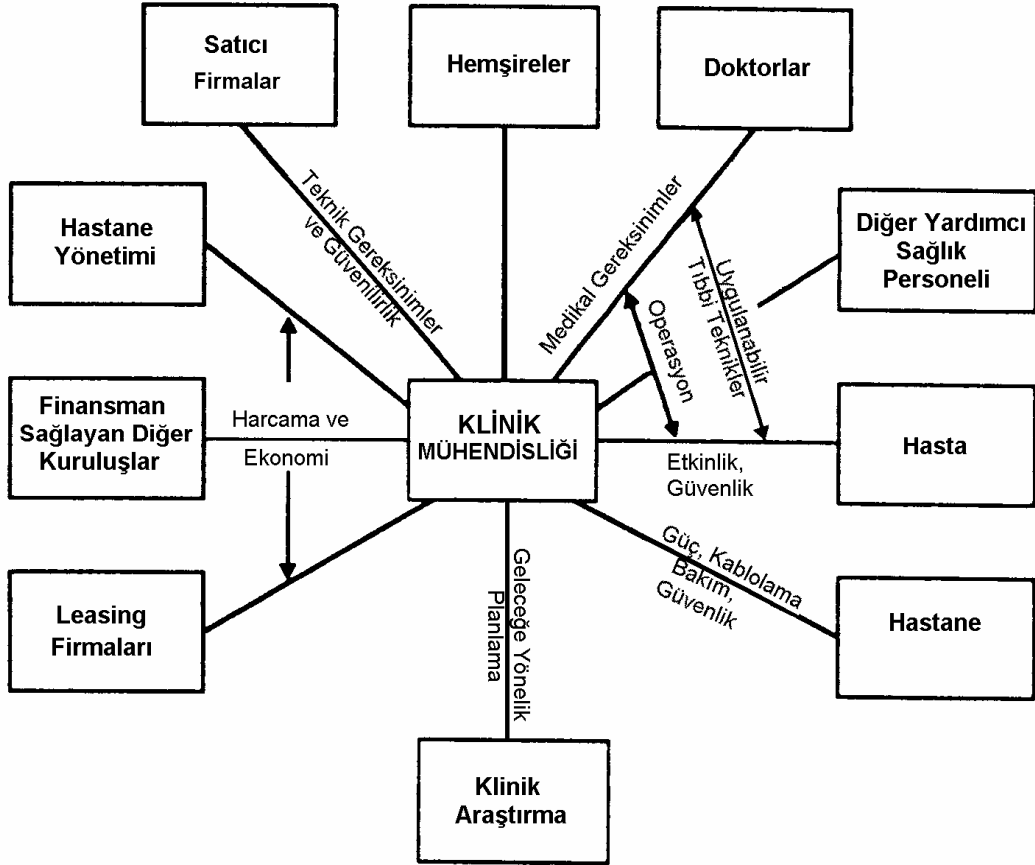 Satıcı
Firmalar
Hemşireler
Doktorlar
Hastane
Yönetimi
Teknik Gereksinimler
ve Güvenilirlik
Medikal Gereksinimler
Operasyon
Uygulanabilir
Tıbbi Teknikler
Diğer Yardımcı
Sağlık
Personeli
Finansman
Sağlayan Diğer
Kuruluşlar
Harcama ve
Ekonomi
KLİNİK
MÜHENDİSLİĞİ
Etkinlik,
Güvenlik
Hasta
Leasing
Firmaları
Geleceğe Yönelik
Planlama
Güç, Kablolama
Bakım,
Güvenlik
Hastane
Klinik
Araştırma